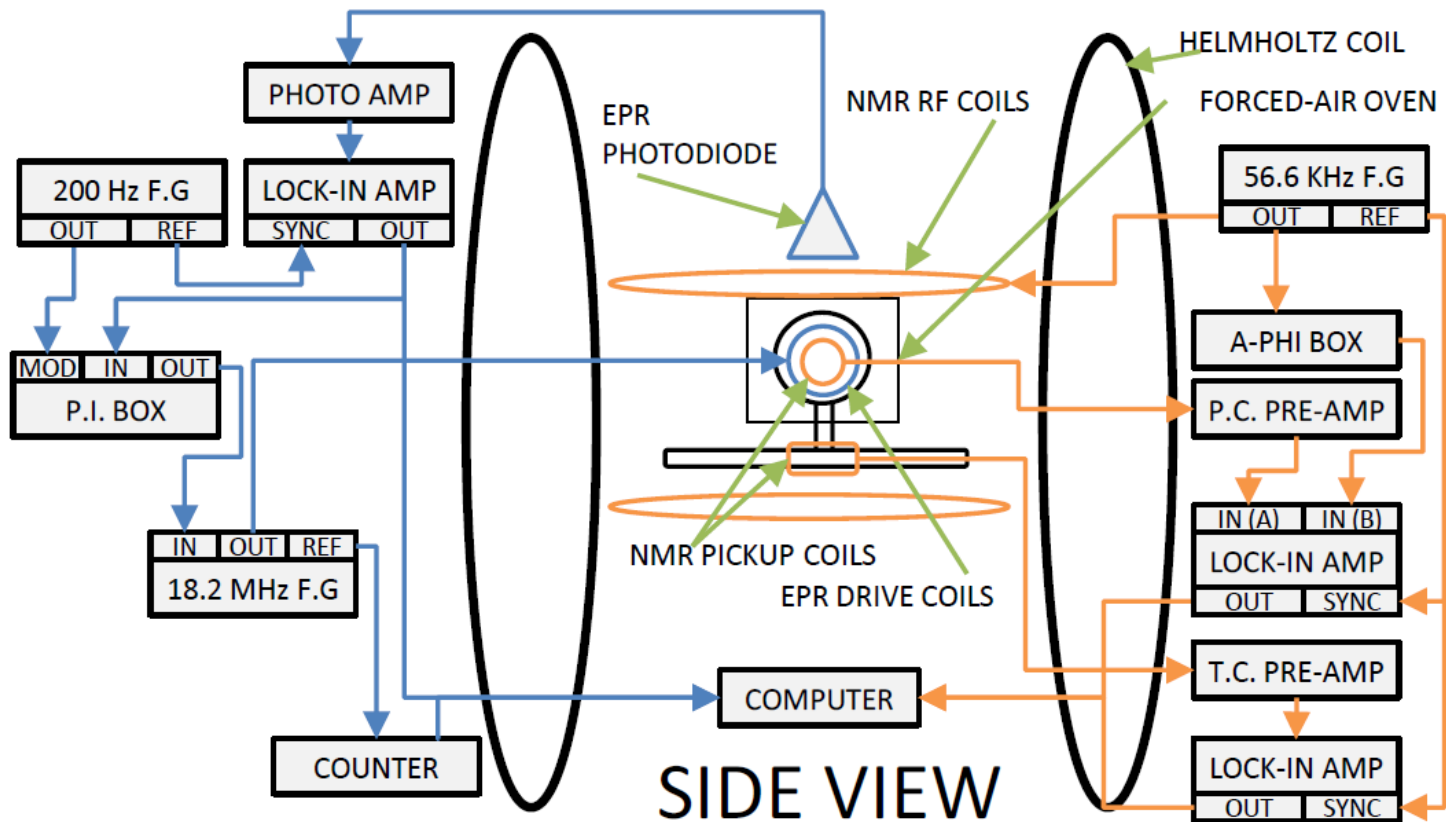 HELMHOLTZ COIL
PHOTO AMP
NMR RF COILS
FORCED-AIR OVEN
EPR
PHOTODIODE
200 Hz F.G
OUT REF
LOCK-IN AMP
SYNC OUT
56.6 KHz F.G
OUT REF
A-PHI BOX
MOD IN OUT
P.I. BOX
P.C. PRE-AMP
IN (A) IN (B)
LOCK-IN AMP
OUT SYNC
IN OUT REF
18.2 MHz F.G
NMR PICKUP COILS
EPR DRIVE COILS
T.C. PRE-AMP
COMPUTER
COUNTER
LOCK-IN AMP
OUT SYNC
SIDE VIEW